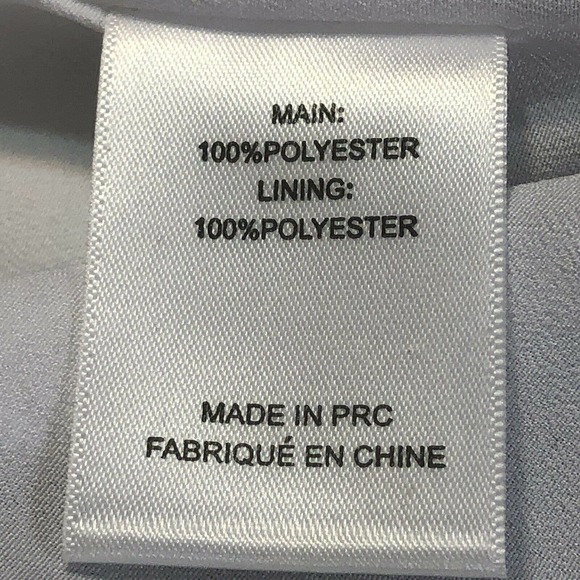 MAIN:
100%POLYESTER
LINING:
100%POLYESTER
MADE IN PRC
FABRIQUÉ EN CHINE